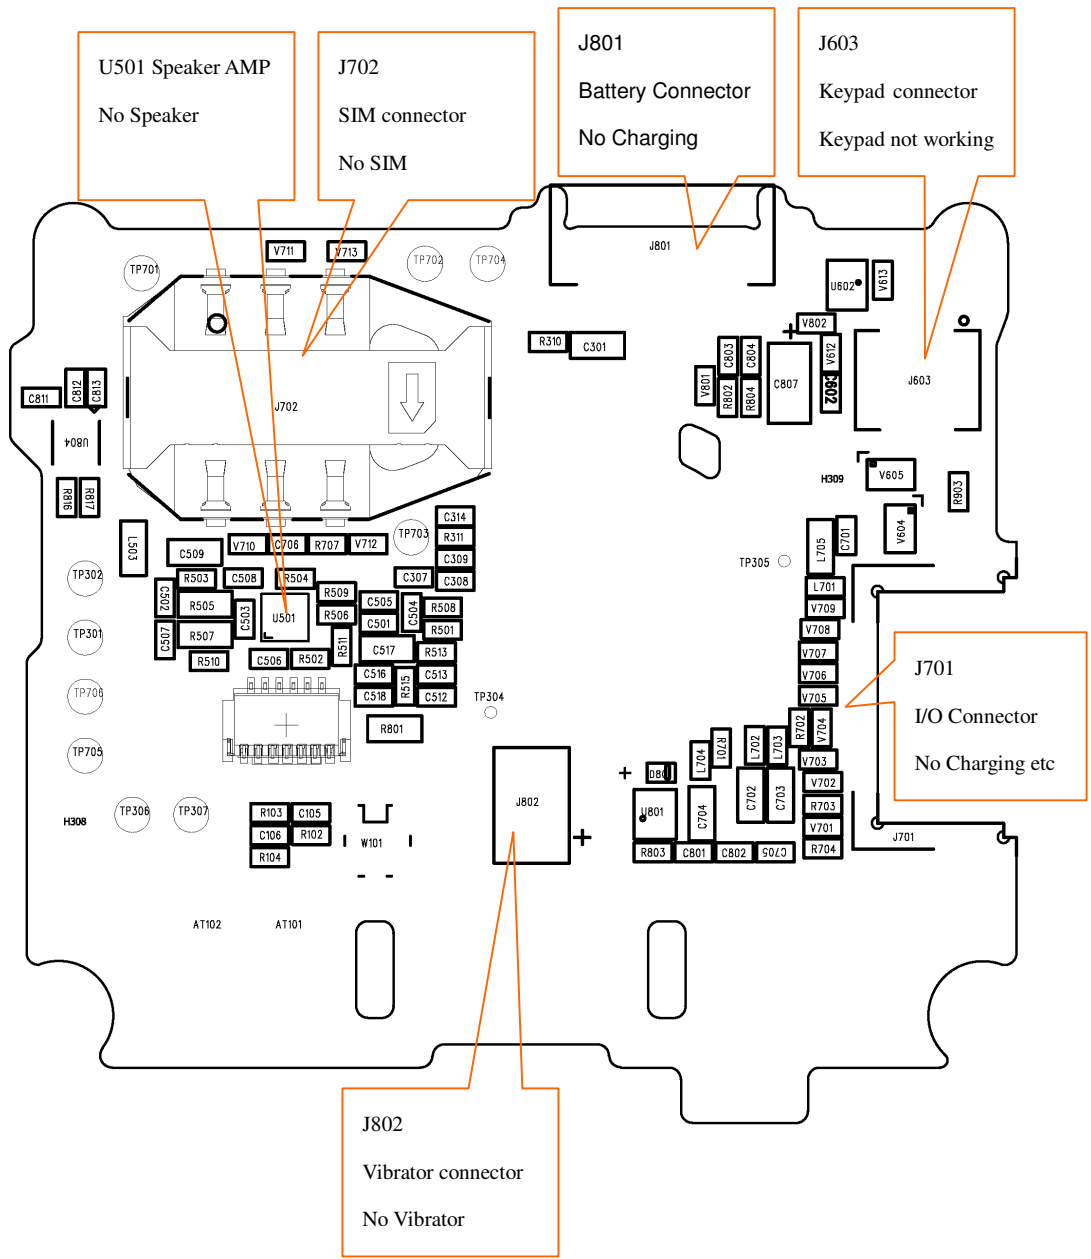 U501 Speaker AMP
No Speaker
J702
SIM connector
No SIM
J801
Battery Connector
No Charging
J603
Keypad connector
Keypad not working
V711
V713
TP701
TP702
TP704
J801
U602
V613
V802
R310
C301
C803
C804
V612
C807
V801
R802
R804
C602
J603
C811
C812
C813
J702
U804
R816
R817
H309
V605
R903
V604
C314
R311
C309
C308
L503
C509
V710
C706
R707
V712
TP703
L705
C701
TP305
TP302
R503
C508
R504
C307
L701
V709
C502
R505
C503
U501
R509
R506
C505
C501
C504
R508
R501
V708
TP301
C507
R507
R511
C517
R513
V707
R510
C506
R502
C516
R515
C513
V706
TP706
C518
C512
V705
TP304
J701
I/O Connector
No Charging etc
R801
R702
V704
TP705
R701
L702
L703
V703
L704
D801
V702
J802
C702
C703
R703
H308
TP306
TP307
R103
C105
U801
C704
V701
C106
R102
W101
J701
R104
R803
C801
C802
C705
R704
AT102
AT101
J802
Vibrator connector
No Vibrator